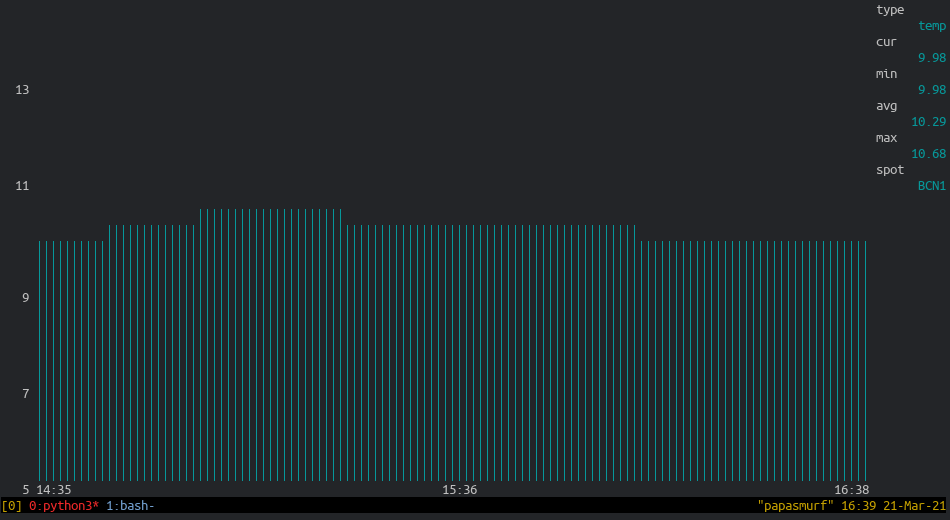 type
temp
cur
9.98
min
13
9.98
avg
10.29
max
10.68
spot
11
BCN1
9
7
5 14:35 15:36 16:38
[0] 0:python3* 1:bash- "papasmurf" 16:39 21-Mar-21